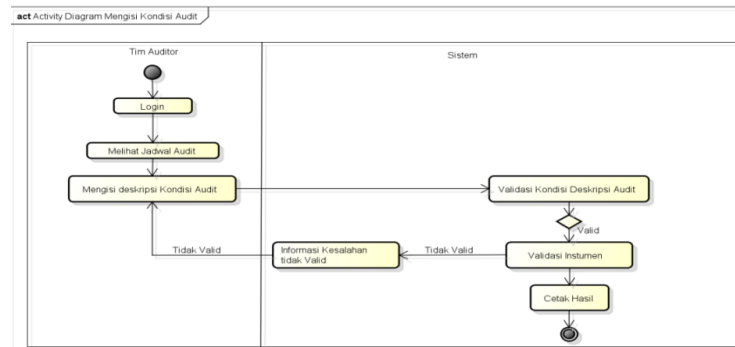 act Activity Diagram Mengisi Kondisi Audit
Tim Auditor
Sistem
Login
Melihat Jadwal Audit
Mengisi deskripsi Kondisi Audit
Validasi Kondisi Deskripsi Audit
Valid
Tidak Valid
Informasi Kesalahan
tidak Valid
Tidak Valid
Validasi Instumen
Cetak Hasil